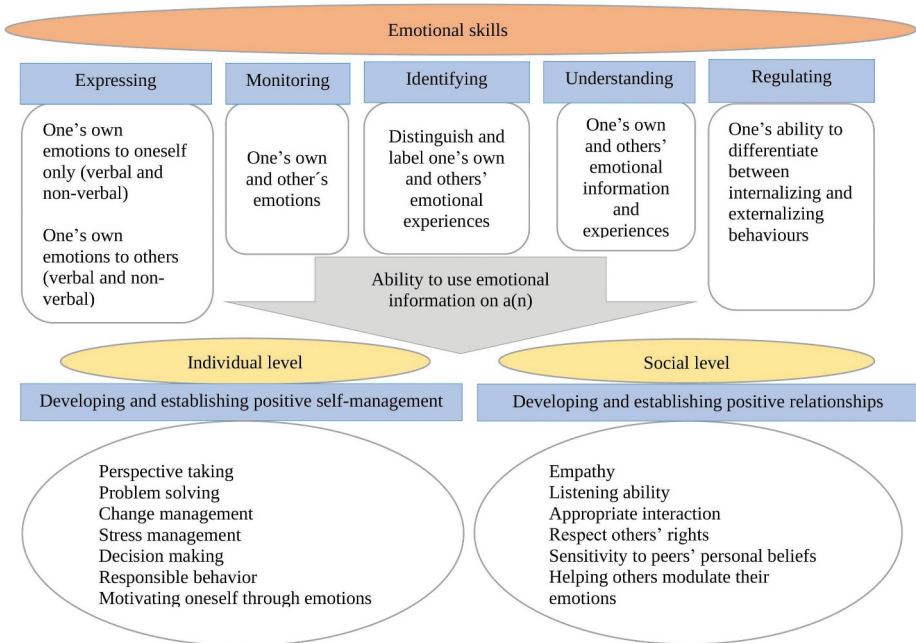 Emotional skills
Expressing
Monitoring
Identifying
Understanding
Regulating
One's own
emotions to oneself
only (verbal and
non-verbal)
One's own
emotions to others
(verbal and non-
verbal)
One's own
and other´s
emotions
Distinguish and
label one's own
and others'
emotional
experiences
One's own
and others'
emotional
information
and
experiences
One's ability to
differentiate
between
internalizing and
externalizing
behaviours
Ability to use emotional
information on a(n)
Individual level
Developing and establishing positive self-management
Perspective taking
Problem solving
Change management
Stress management
Decision making
Responsible behavior
Motivating oneself through emotions
Social level
Developing and establishing positive relationships
Empathy
Listening ability
Appropriate interaction
Respect others' rights
Sensitivity to peers' personal beliefs
Helping others modulate their
emotions